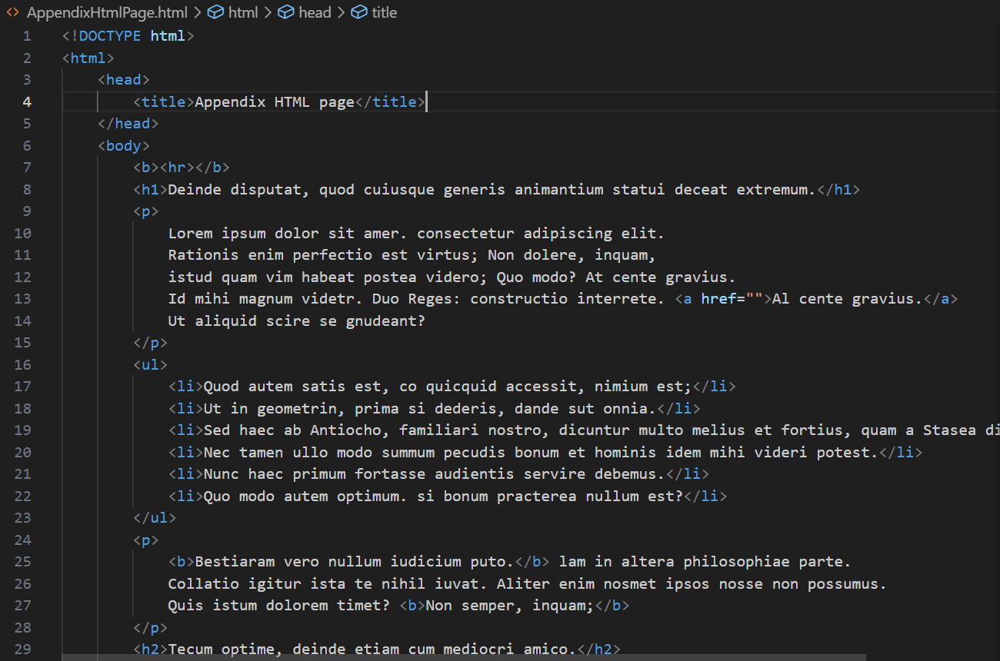 AppendixHtmlPage.html > html > head > title
1 <!DOCTYPE html>
2 <html>
3 <head>
4 <title>Appendix HTML page</title>
5 </head>
6 <body>
7 <b><hr></b>
8 <h1>Deinde disputat, quod cuiusque generis animantium statui deceat extremum.</h1>
9 <p>
10 Lorem ipsum dolor sit amer. consectetur adipiscing elit.
11 Rationis enim perfectio est virtus; Non dolere, inquam,
12 istud quam vim habeat postea videro; Quo modo? At cente gravius.
13 Id mihi magnum videtr. Duo Reges: constructio interrete. <a href="">Al cente gravius.</a>
14 Ut aliquid scire se gnudeant?
15 </p>
16 <ul>
17 <li>Quod autem satis est, co quicquid accessit, nimium est;</li>
18 <li>Ut in geometrin, prima si dederis, dande sut onnia.</li>
19 <li>Sed haec ab Antiocho, familiari nostro, dicuntur multo melius et fortius, quam a Stasea di
20 <li>Nec tamen ullo modo summum pecudis bonum et hominis idem mihi videri potest.</li>
21 <li>Nunc haec primum fortasse audientis servire debemus.</li>
22 <li>Quo modo autem optimum. si bonum practerea nullum est?</li>
23 </ul>
24 <p>
25 <b>Bestiaram vero nullum iudicium puto.</b> lam in altera philosophiae parte.
26 Collatio igitur ista te nihil iuvat. Aliter enim nosmet ipsos nosse non possumus.
27 Quis istum dolorem timet? <b>Non semper, inquam;</b>
28 </p>
29 <h2>Tecum optime, deinde etiam cum mediocri amico.</h2>